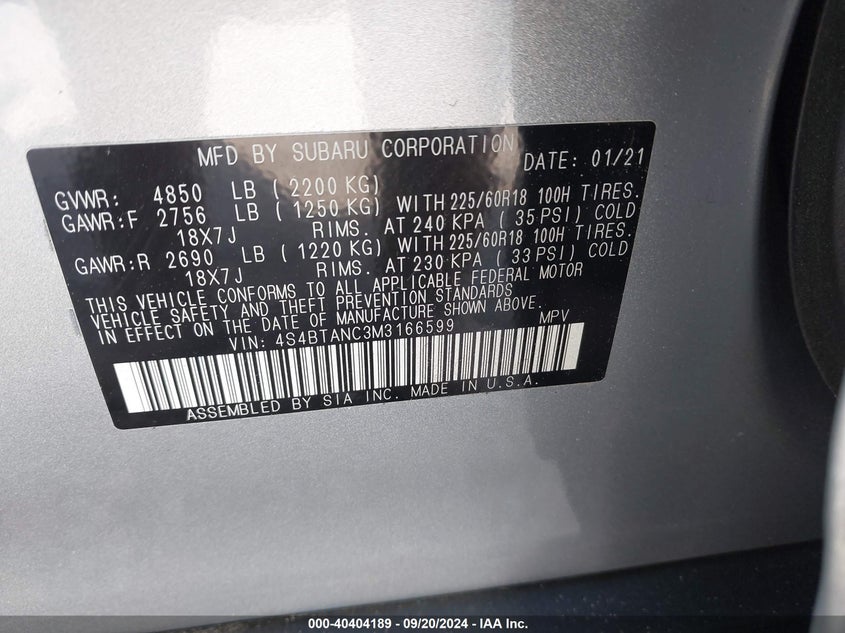 MFD BY SUBARU CORPORATION DATE: 01/21
GVWR: 4850 LB ( 2200 KG)
GAWR:F 2756 LB ( 1250 KG) WITH 225/60R18 100H TIRES.
18X7J RIMS. AT 240 KPA ( 35 PSI) COLD
GAWR:R 2690 LB ( 1220 KG) WITH 225/60R18 100H TIRES.
18X7J RIMS. AT 230 KPA ( 33 PSI) COLD
THIS VEHICLE CONFORMS TO ALL APPLICABLE FEDERAL MOTOR
VEHICLE SAFETY AND THEFT PREVENTION STANDARDS
IN EFFECT ON THE DATE OF MANUFACTURE SHOWN ABOVE.
VIN: 4S4BTANC3M3166599 MPV
ASSEMBLED BY SIA INC. MADE IN U.S.A.
000-40404189 - 09/20/2024 - IAA Inc.